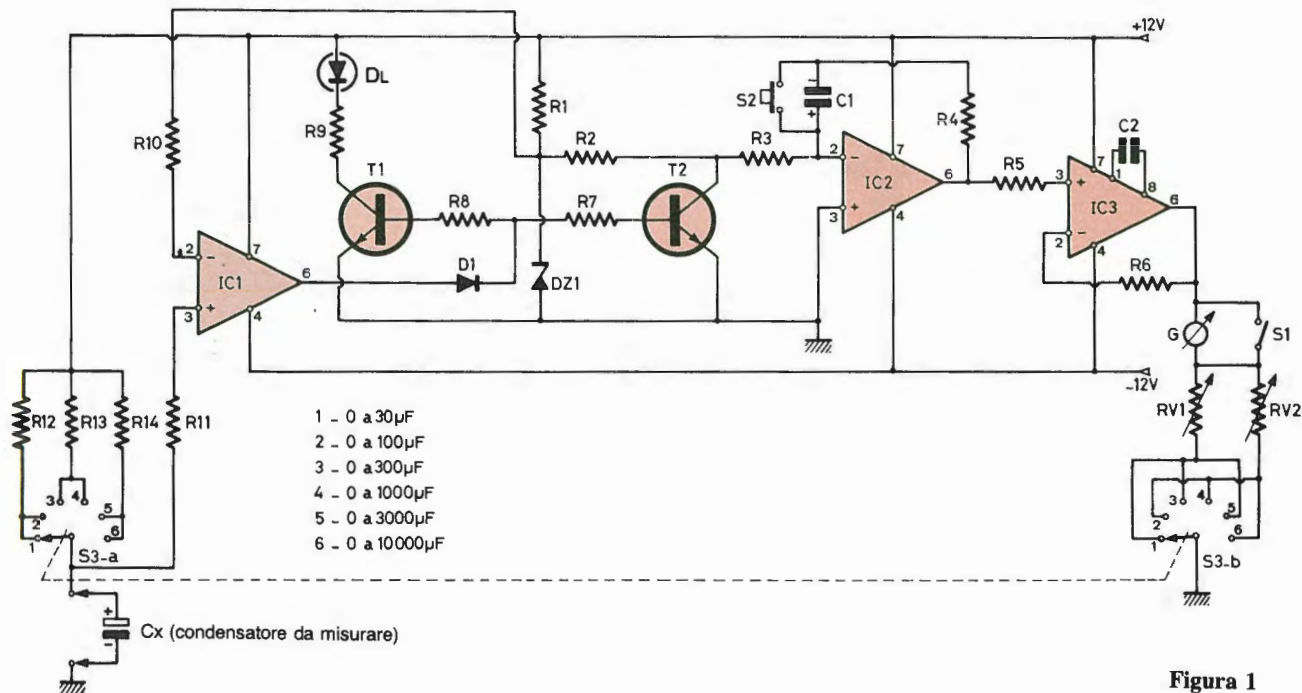 +12V
DL
R1
S2
C1
R4
C2
R10
R9
R2
R3
R5
T1
T2
2 −
7
6
3 +
4
IC2
3 +
7
1
8
6
2 −
4
IC3
R8
R7
2 −
7
6
3 +
4
IC1
D1
DZ1
R6
G
S1
−12V
R12
R13
R14
R11
RV1
RV2
1 – 0 a 30µF
2 – 0 a 100µF
3 – 0 a 300µF
4 – 0 a 1000µF
5 – 0 a 3000µF
6 – 0 a 10000µF
1
2
3
4
5
6
S3-a
1
2
3
4
5
6
S3-b
+
−
Cx (condensatore da misurare)
Figura 1